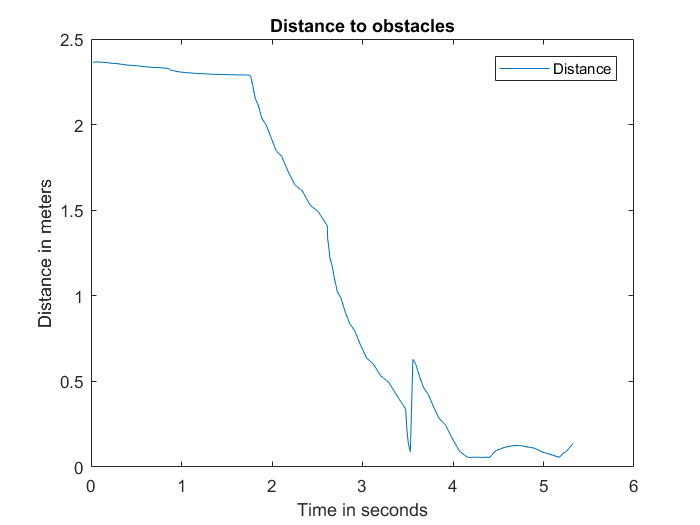 Distance to obstacles
Distance
Distance in meters
2.5
2
1.5
1
0.5
0
0 1 2 3 4 5 6
Time in seconds